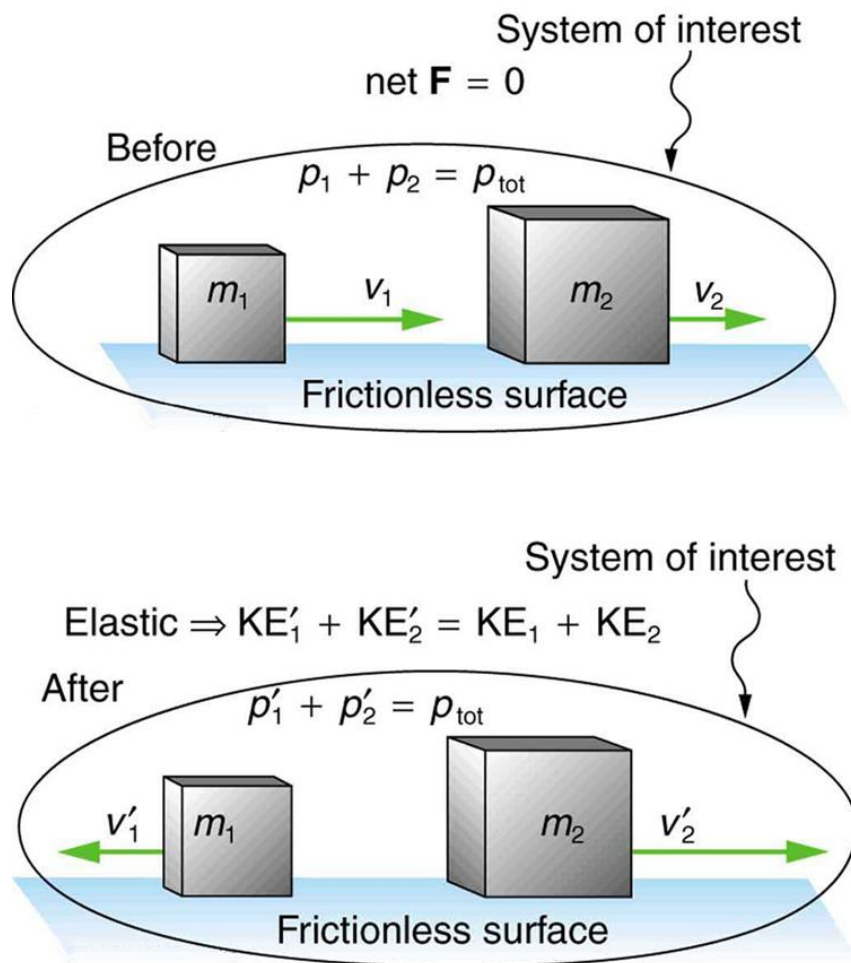 System of interest
net F = 0
Before
p₁ + p₂ = pₜₒₜ
m₁
v₁
m₂
v₂
Frictionless surface
System of interest
Elastic ⇒ KE′₁ + KE′₂ = KE₁ + KE₂
After
p′₁ + p′₂ = pₜₒₜ
v′₁
m₁
m₂
v′₂
Frictionless surface